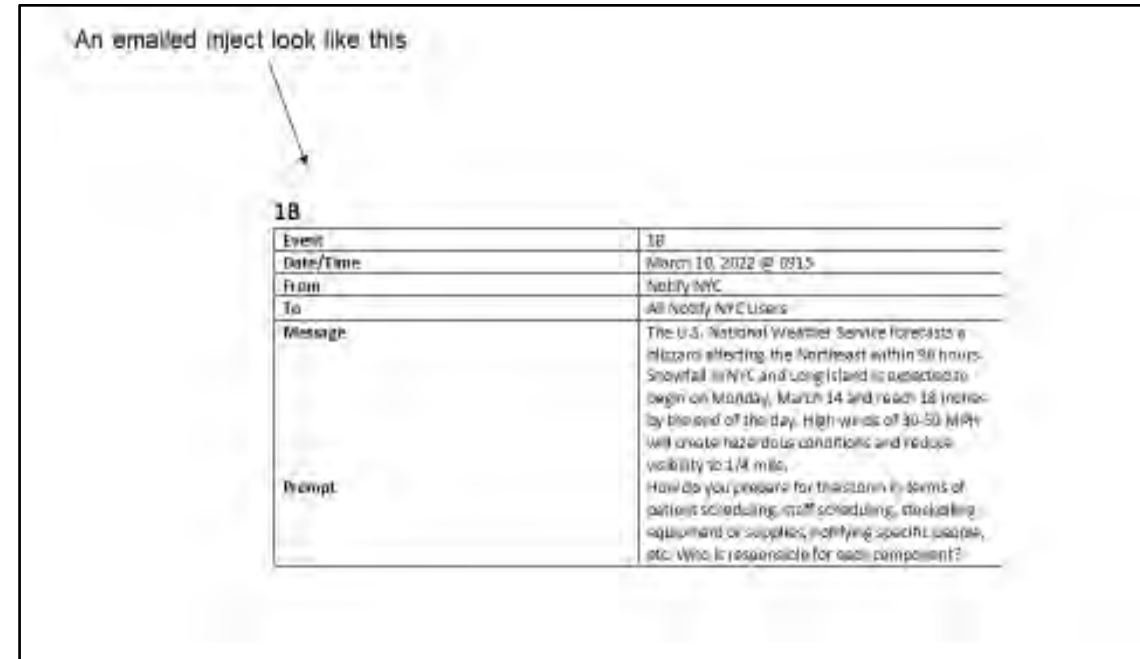 An emailed inject look like this
1B
Event 1B
Date/Time March 10, 2022 @ 0915
From Notify NYC
To All Notify NYC Users
Message The U.S. National Weather Service forecasts a
blizzard affecting the Northeast within 96 hours.
Snowfall in NYC and Long Island is expected to
begin on Monday, March 14 and reach 18 inches
by the end of the day. High winds of 30-50 MPH
will create hazardous conditions and reduce
visibility to 1/4 mile.
Prompt How do you prepare for the storm in terms of
patient scheduling, staff scheduling, stockpiling
equipment or supplies, notifying specific people,
etc. Who is responsible for each component?